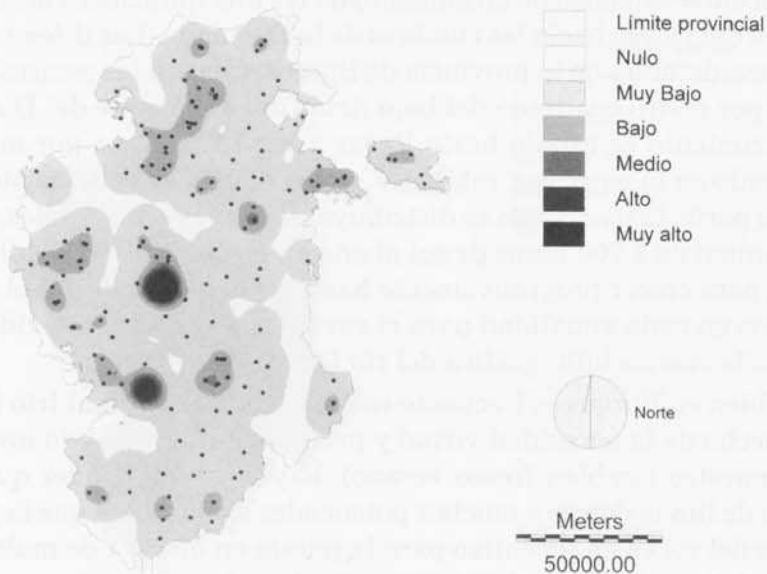 Límite provincial
Nulo
Muy Bajo
Bajo
Medio
Alto
Muy alto
Norte
Meters
50000.00